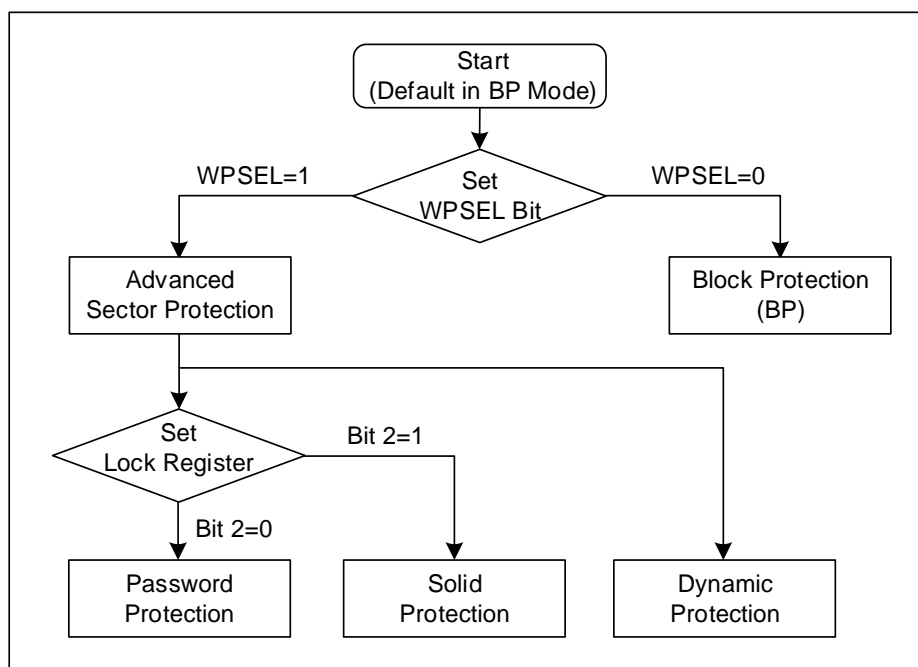 Start
(Default in BP Mode)
WPSEL=1
Set
WPSEL Bit
WPSEL=0
Advanced
Sector Protection
Block Protection
(BP)
Set
Lock Register
Bit 2=1
Bit 2=0
Password
Protection
Solid
Protection
Dynamic
Protection